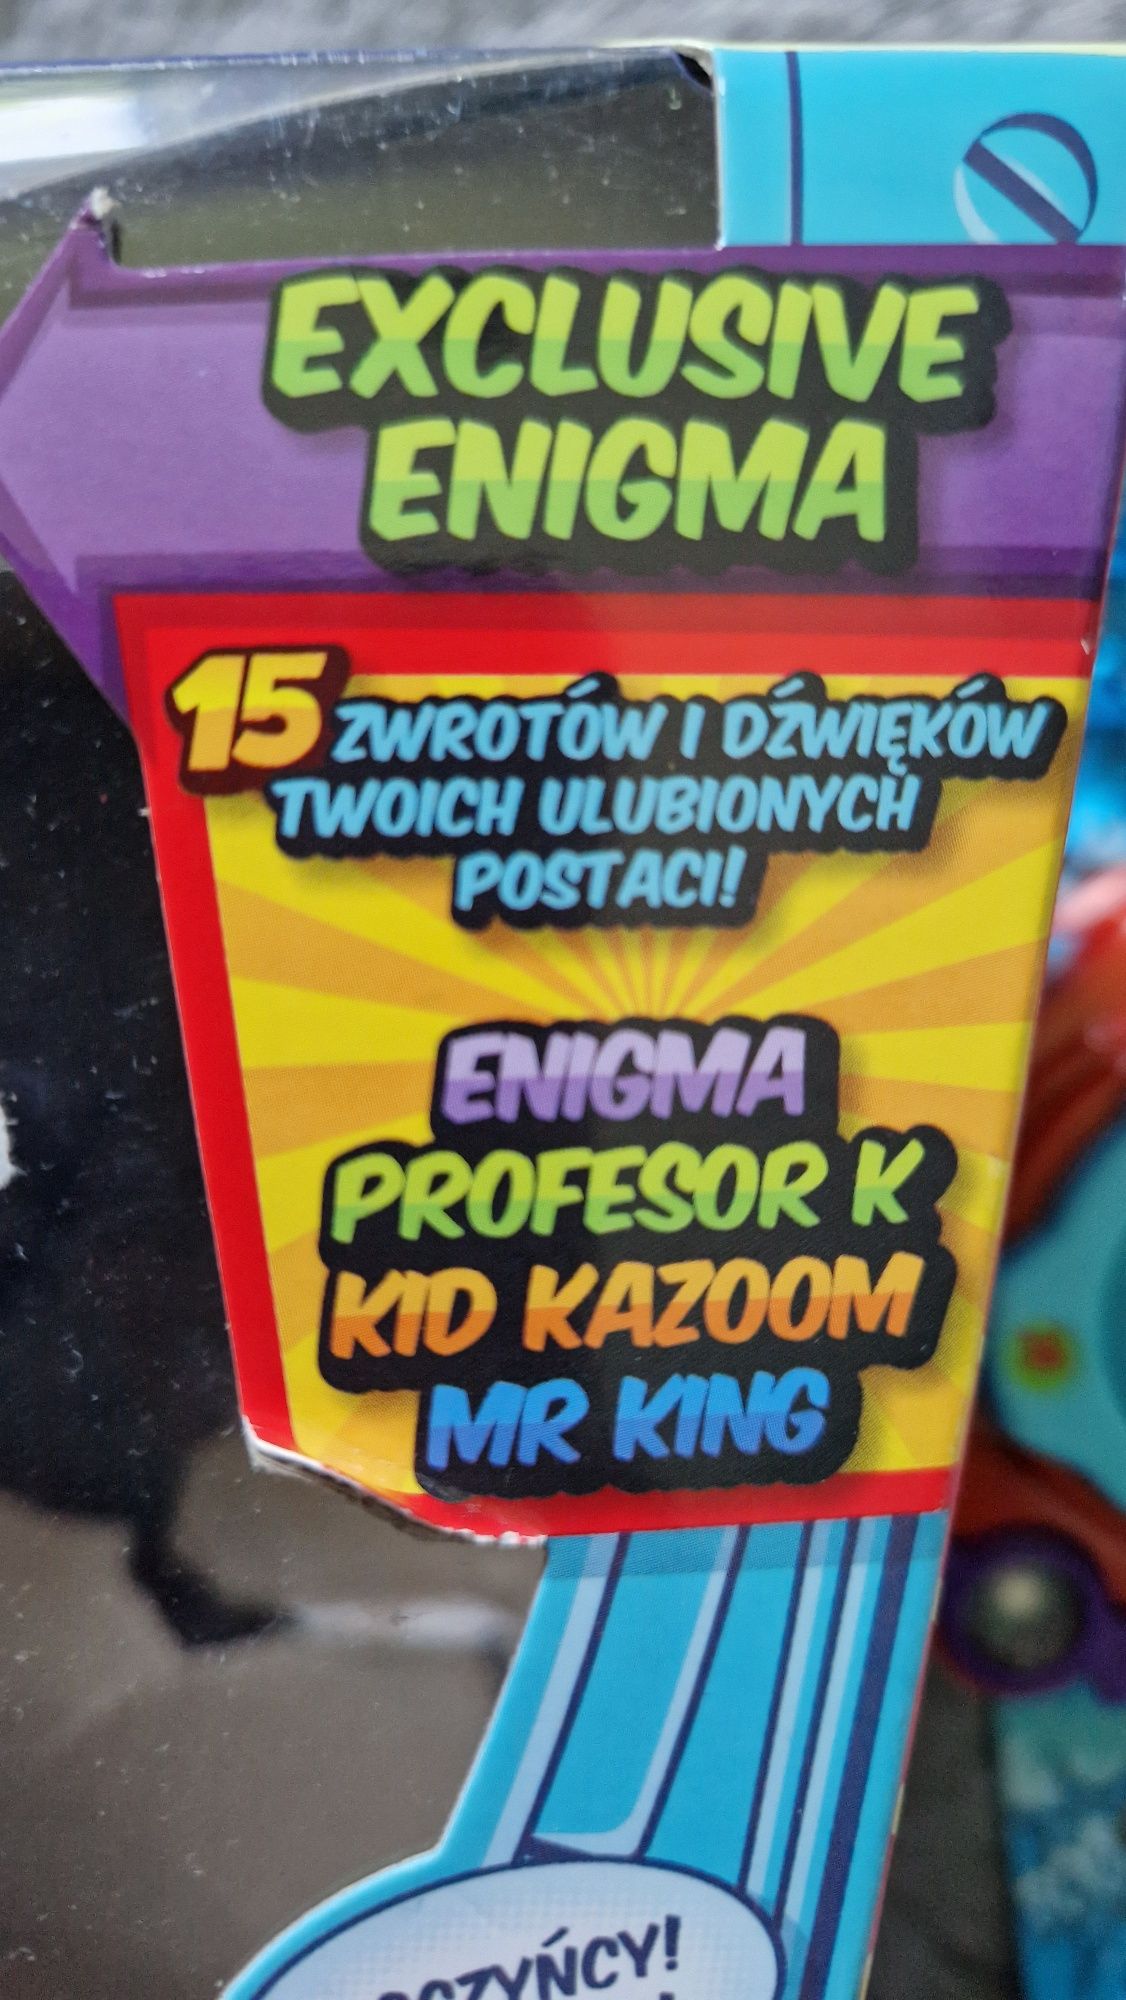 EXCLUSIVE
ENIGMA
15 ZWROTÓW I DŹWIĘKÓW
TWOICH ULUBIONYCH
POSTACI!
ENIGMA
PROFESOR K
KID KAZOOM
MR KING